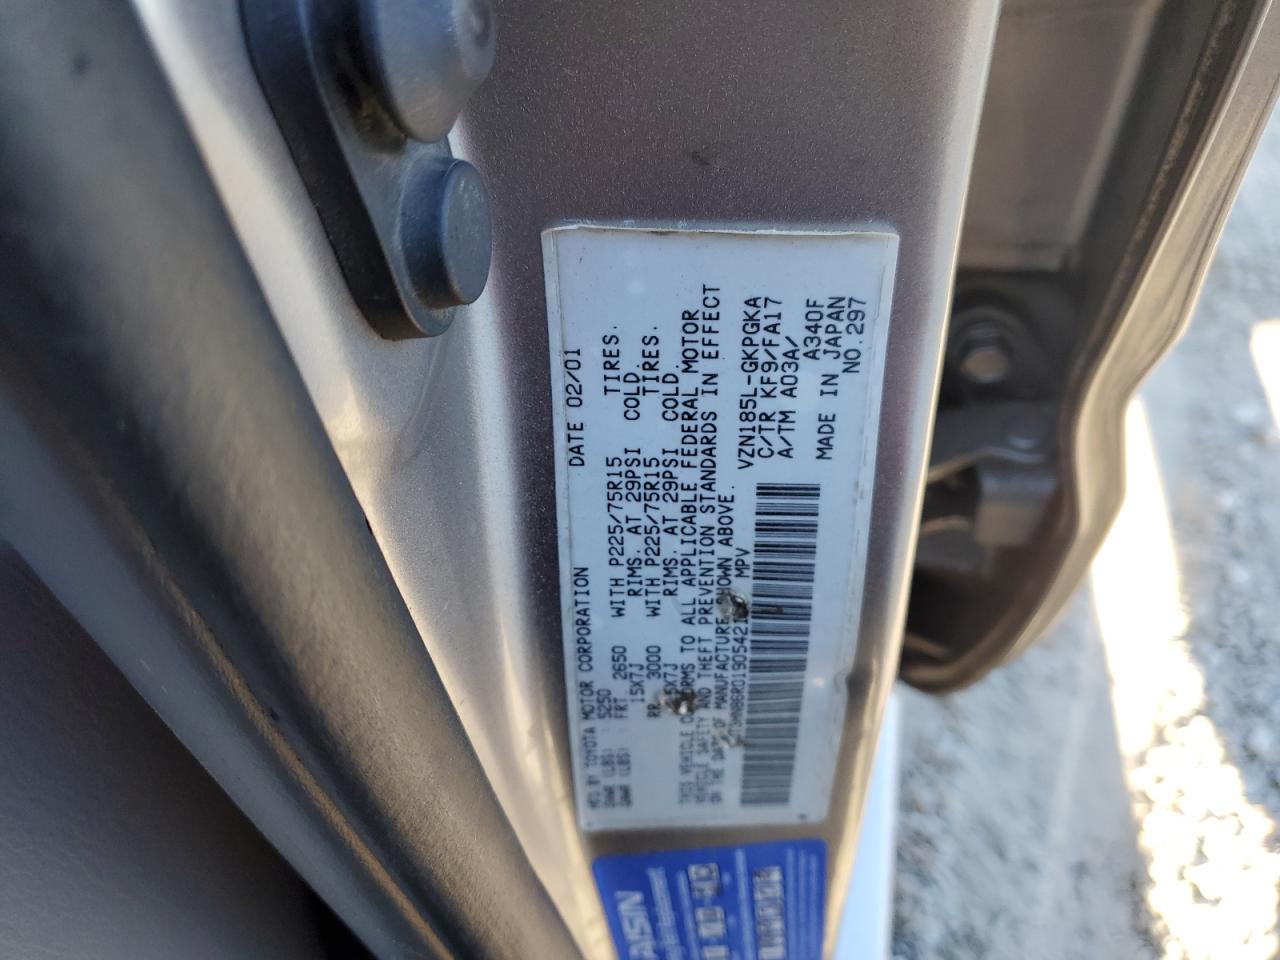 MFD BY TOYOTA MOTOR CORPORATION DATE 02/01
GVWR (LBS) : 5250
GAWR (LBS) : FRT 2650 WITH P225/75R15 TIRES.
15X7J RIMS. AT 29PSI COLD.
RR 3000 WITH P225/75R15 TIRES.
15X7J RIMS. AT 29PSI COLD.
THIS VEHICLE TO ALL APPLICABLE FEDERAL MOTOR
VEHICLE SAFETY AND THEFT PREVENTION STANDARDS IN EFFECT
ON THE DATE OF MANUFACTURE SHOWN ABOVE.
MPV VZN185L-GKPGKA
C/TR KF9/FA17
A/TM A03A/
A340F
MADE IN JAPAN
NO.297